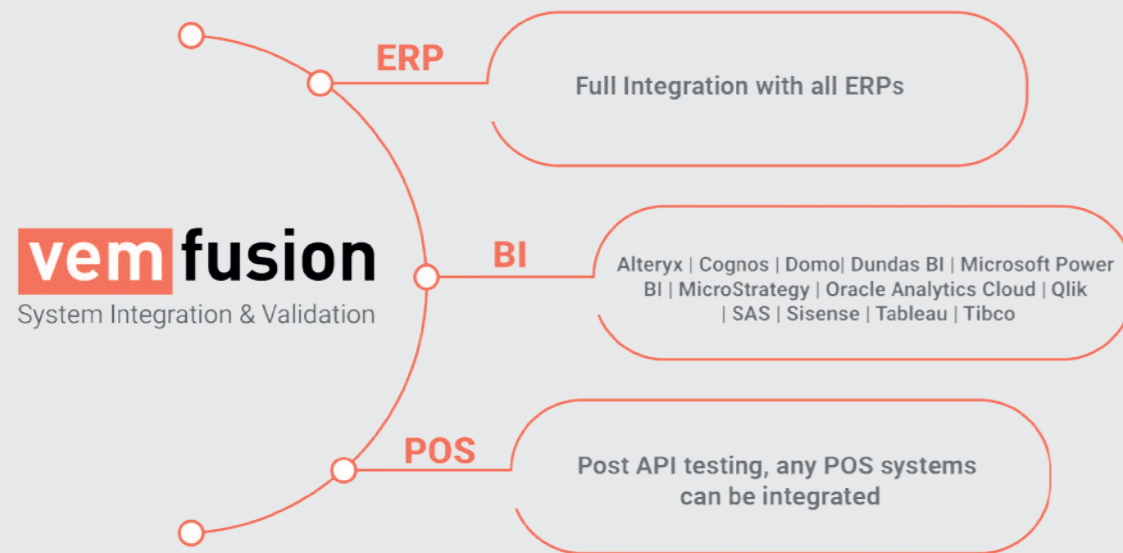 vem fusion
System Integration & Validation
ERP
Full Integration with all ERPs
BI
Alteryx | Cognos | Domo| Dundas BI | Microsoft Power
BI | MicroStrategy | Oracle Analytics Cloud | Qlik
| SAS | Sisense | Tableau | Tibco
POS
Post API testing, any POS systems
can be integrated